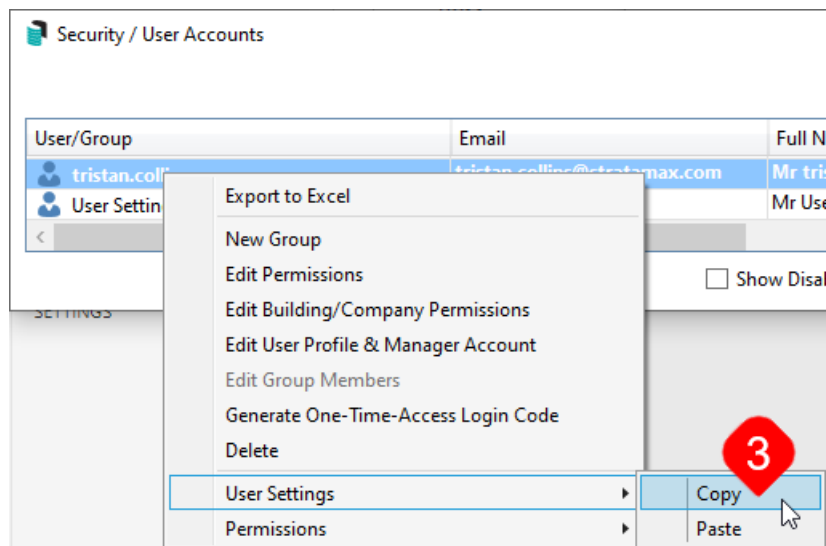 Security / User Accounts
User/Group Email Full N
tristan.coll tristan.collins@stratamax.com Mr tris
User Settin Mr Use
Export to Excel
New Group
Edit Permissions
Show Disal
Edit Building/Company Permissions
SETTINGS
Edit User Profile & Manager Account
Edit Group Members
Generate One-Time-Access Login Code
Delete
3
User Settings
Copy
Permissions
Paste